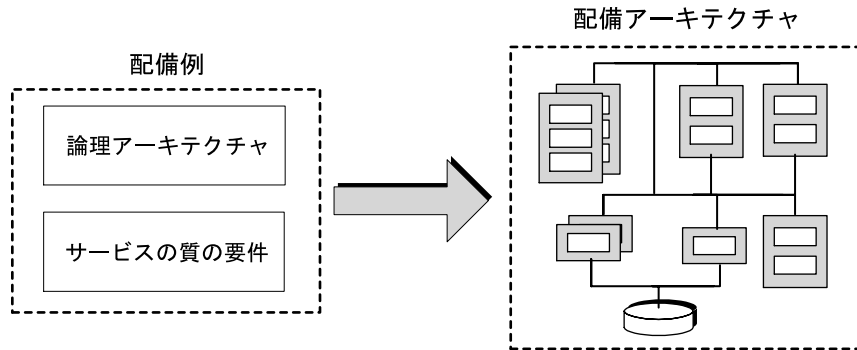 配備例
論理アーキテクチャ
サービスの質の要件
配備アーキテクチャ